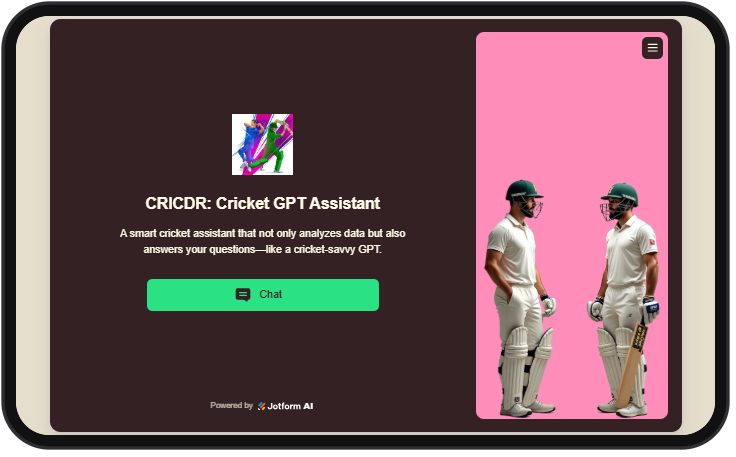 CRICDR: Cricket GPT Assistant
A smart cricket assistant that not only analyzes data but also
answers your questions—like a cricket-savvy GPT.
Chat
Powered by Jotform AI